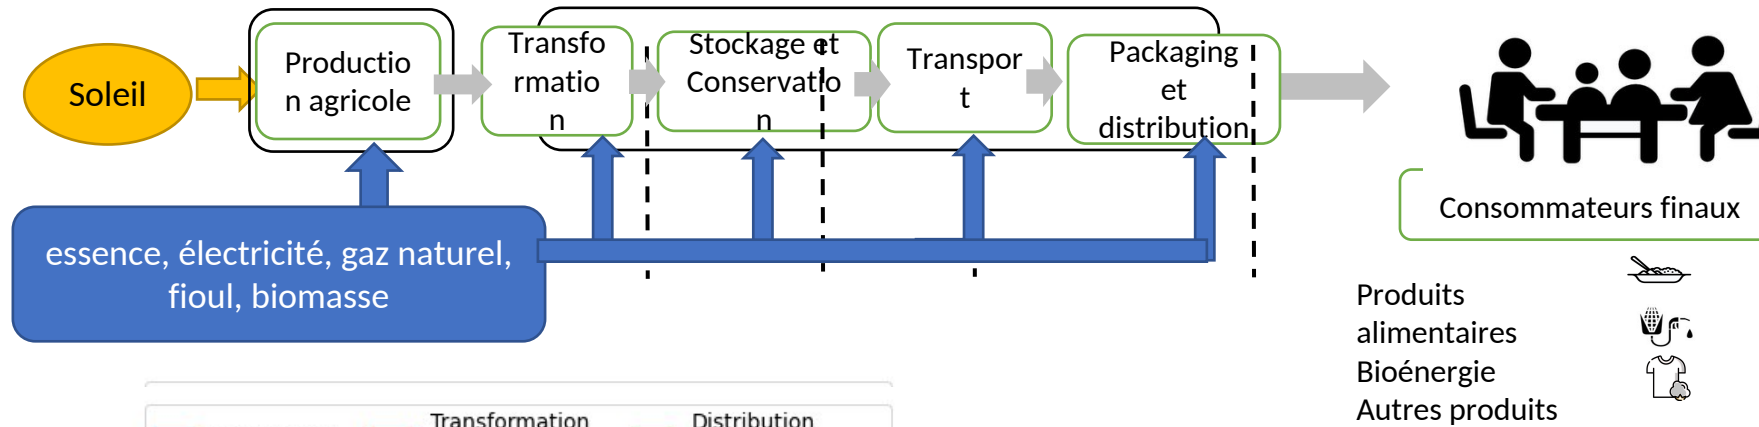 Soleil
Productio
n agricole
Transfo
rmatio
n
Stockage et
Conservatio
n
Transpor
t
Packaging
et
distribution
essence, électricité, gaz naturel,
fioul, biomasse
Consommateurs finaux
Produits
alimentaires
Bioénergie
Autres produits
Transformation
Distribution